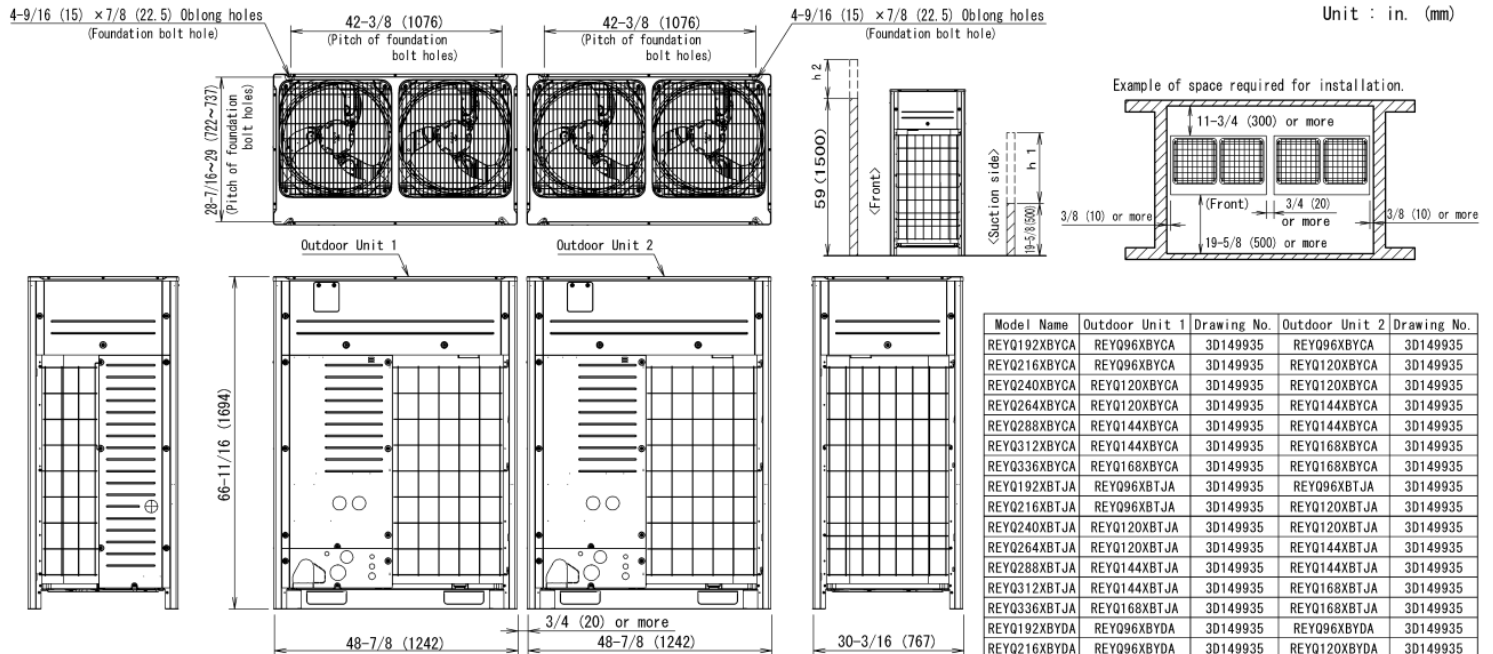 4-9/16 (15) ×7/8 (22.5) Oblong holes
(Foundation bolt hole)
42-3/8 (1076)
(Pitch of foundation
bolt holes)
42-3/8 (1076)
(Pitch of foundation
bolt holes)
4-9/16 (15) ×7/8 (22.5) Oblong holes
(Foundation bolt hole)
Unit : in. (mm)
28-7/16~29 (722~737)
(Pitch of foundation
bolt holes)
h 2
59 (1500)
<Front>
<Suction side>
h 1
19-5/8(500)
Example of space required for installation.
11-3/4 (300) or more
(Front)
3/4 (20)
or more
3/8 (10) or more
3/8 (10) or more
19-5/8 (500) or more
Outdoor Unit 1
Outdoor Unit 2
66-11/16 (1694)
3/4 (20) or more
48-7/8 (1242)
48-7/8 (1242)
30-3/16 (767)
Model Name Outdoor Unit 1 Drawing No. Outdoor Unit 2 Drawing No.
REYQ192XBYCA REYQ96XBYCA 3D149935 REYQ96XBYCA 3D149935
REYQ216XBYCA REYQ96XBYCA 3D149935 REYQ120XBYCA 3D149935
REYQ240XBYCA REYQ120XBYCA 3D149935 REYQ120XBYCA 3D149935
REYQ264XBYCA REYQ120XBYCA 3D149935 REYQ144XBYCA 3D149935
REYQ288XBYCA REYQ144XBYCA 3D149935 REYQ144XBYCA 3D149935
REYQ312XBYCA REYQ144XBYCA 3D149935 REYQ168XBYCA 3D149935
REYQ336XBYCA REYQ168XBYCA 3D149935 REYQ168XBYCA 3D149935
REYQ192XBTJA REYQ96XBTJA 3D149935 REYQ96XBTJA 3D149935
REYQ216XBTJA REYQ96XBTJA 3D149935 REYQ120XBTJA 3D149935
REYQ240XBTJA REYQ120XBTJA 3D149935 REYQ120XBTJA 3D149935
REYQ264XBTJA REYQ120XBTJA 3D149935 REYQ144XBTJA 3D149935
REYQ288XBTJA REYQ144XBTJA 3D149935 REYQ144XBTJA 3D149935
REYQ312XBTJA REYQ144XBTJA 3D149935 REYQ168XBTJA 3D149935
REYQ336XBTJA REYQ168XBTJA 3D149935 REYQ168XBTJA 3D149935
REYQ192XBYDA REYQ96XBYDA 3D149935 REYQ96XBYDA 3D149935
REYQ216XBYDA REYQ96XBYDA 3D149935 REYQ120XBYDA 3D149935